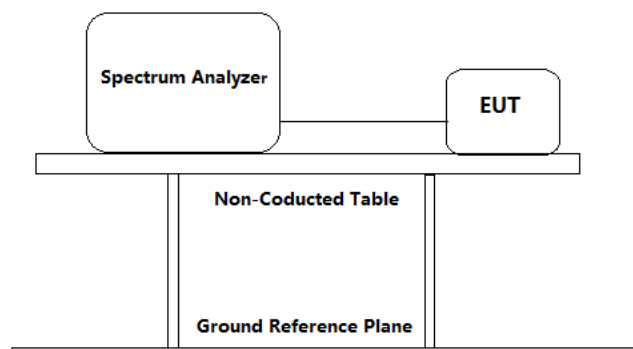 Spectrum Analyzer
EUT
Non-Coducted Table
Ground Reference Plane